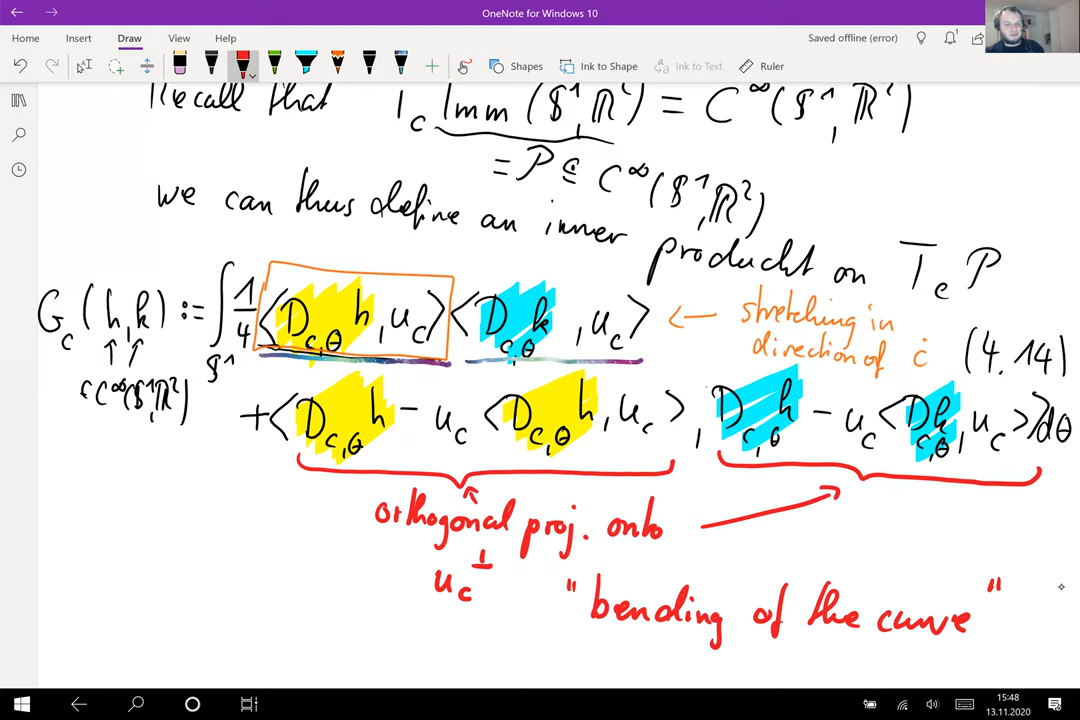 OneNote for Windows 10
Home Insert Draw View Help Saved offline (error)
Shapes Ink to Shape Ink to Text Ruler
Recall that T_c Imm(𝕊¹, ℝ²) = C^∞(𝕊¹, ℝ²)
= P ⊆ C^∞(𝕊¹, ℝ²)
we can thus define an inner producht on T_c P
G_c(h,k) := ∫_{𝕊¹} 1/4 ⟨D_{c,θ} h, u_c⟩ ⟨D_{c,θ} k, u_c⟩ ← stretching in
direction of ċ (4.14)
∈ C^∞(𝕊¹, ℝ²)
+ ⟨D_{c,θ} h − u_c ⟨D_{c,θ} h, u_c⟩, D_{c,θ} k − u_c ⟨D_{c,θ} k, u_c⟩⟩ dθ
orthogonal proj. onto
u_c^⊥
"bending of the curve"
15:48
13.11.2020